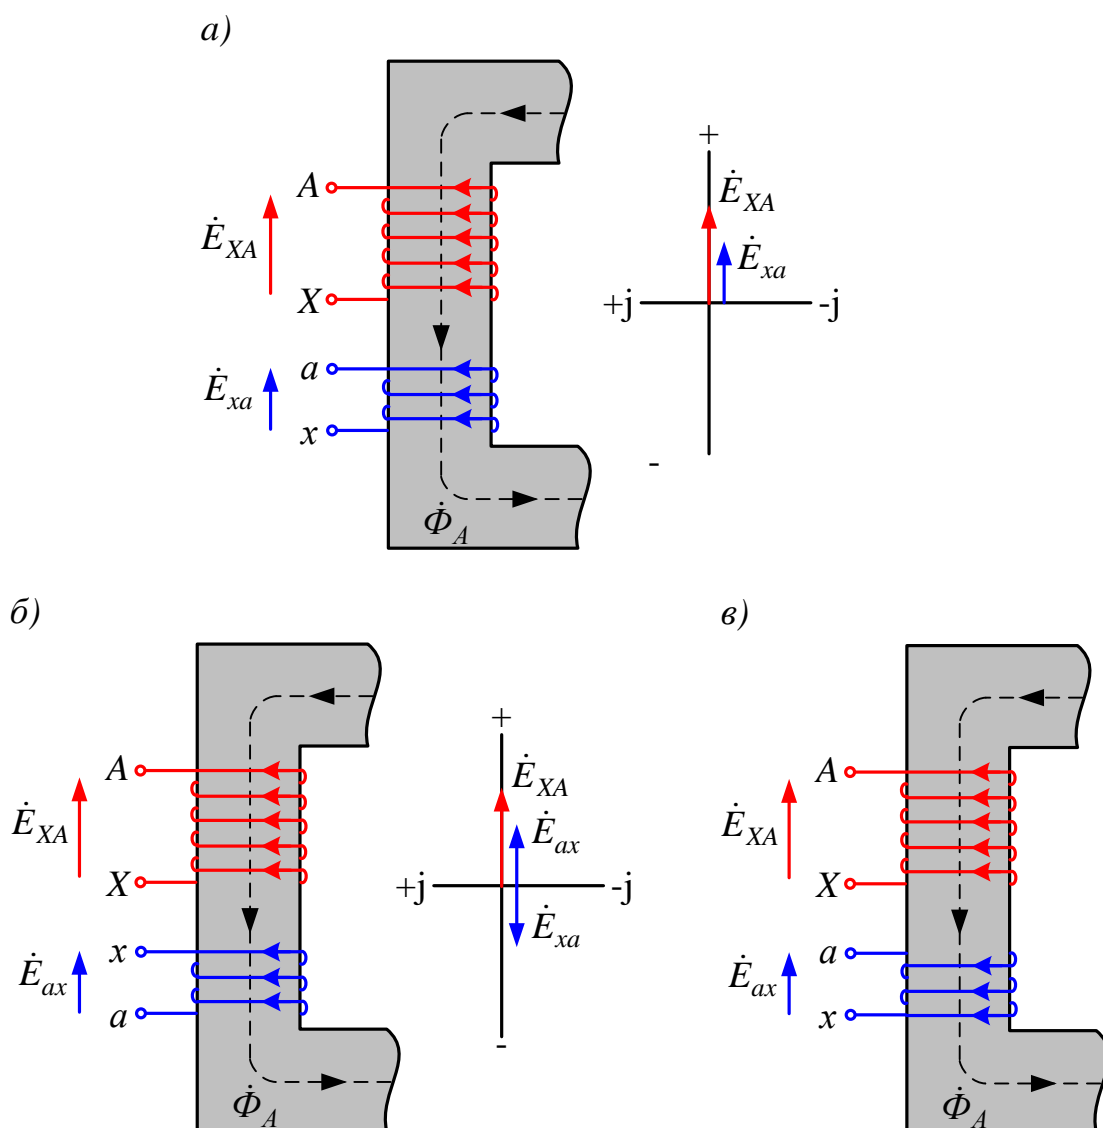 а)
A
Ė_XA
X
a
Ė_xa
x
Φ̇_A
+
Ė_XA
Ė_xa
+j
-j
-
б)
A
Ė_XA
X
x
Ė_ax
a
Φ̇_A
+
Ė_XA
Ė_ax
+j
-j
Ė_xa
-
в)
A
Ė_XA
X
a
Ė_ax
x
Φ̇_A